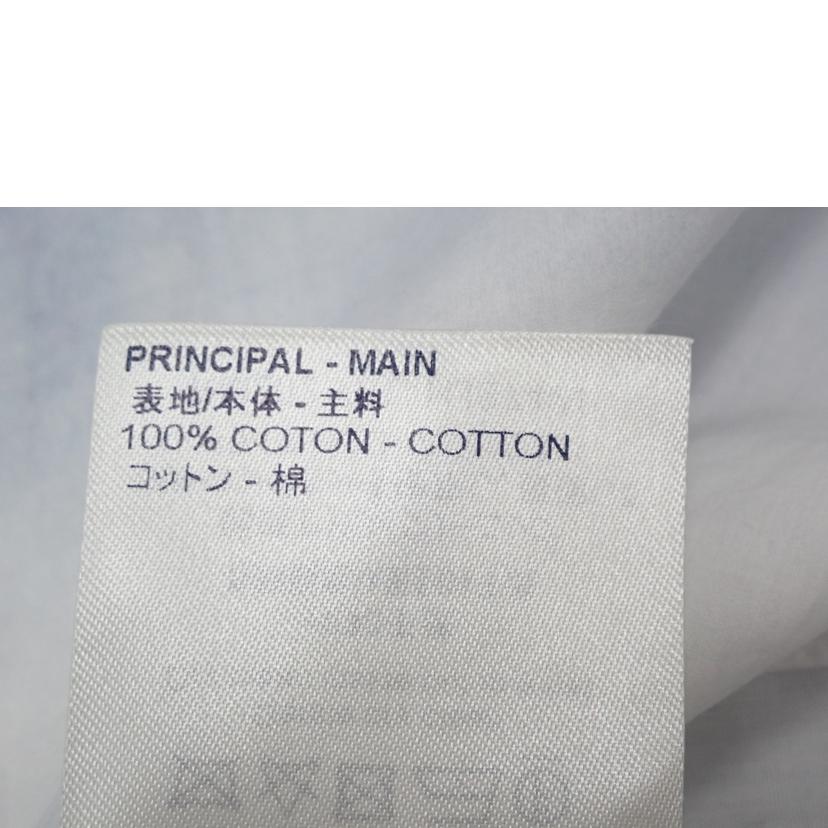 PRINCIPAL - MAIN
表地/本体 - 主料
100% COTON - COTTON
コットン - 棉